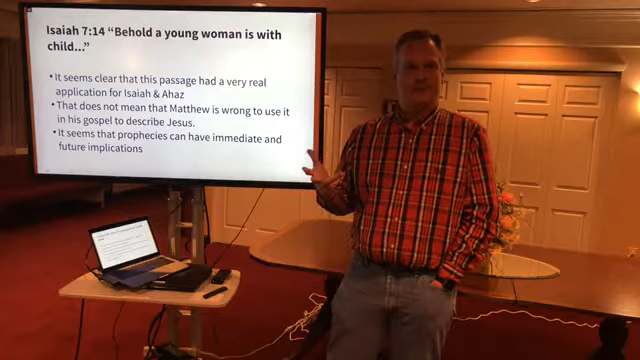 Isaiah 7:14 “Behold a young woman is with
child...”
• It seems clear that this passage had a very real
application for Isaiah & Ahaz
• That does not mean that Matthew is wrong to use it
in his gospel to describe Jesus.
• It seems that prophecies can have immediate and
future implications